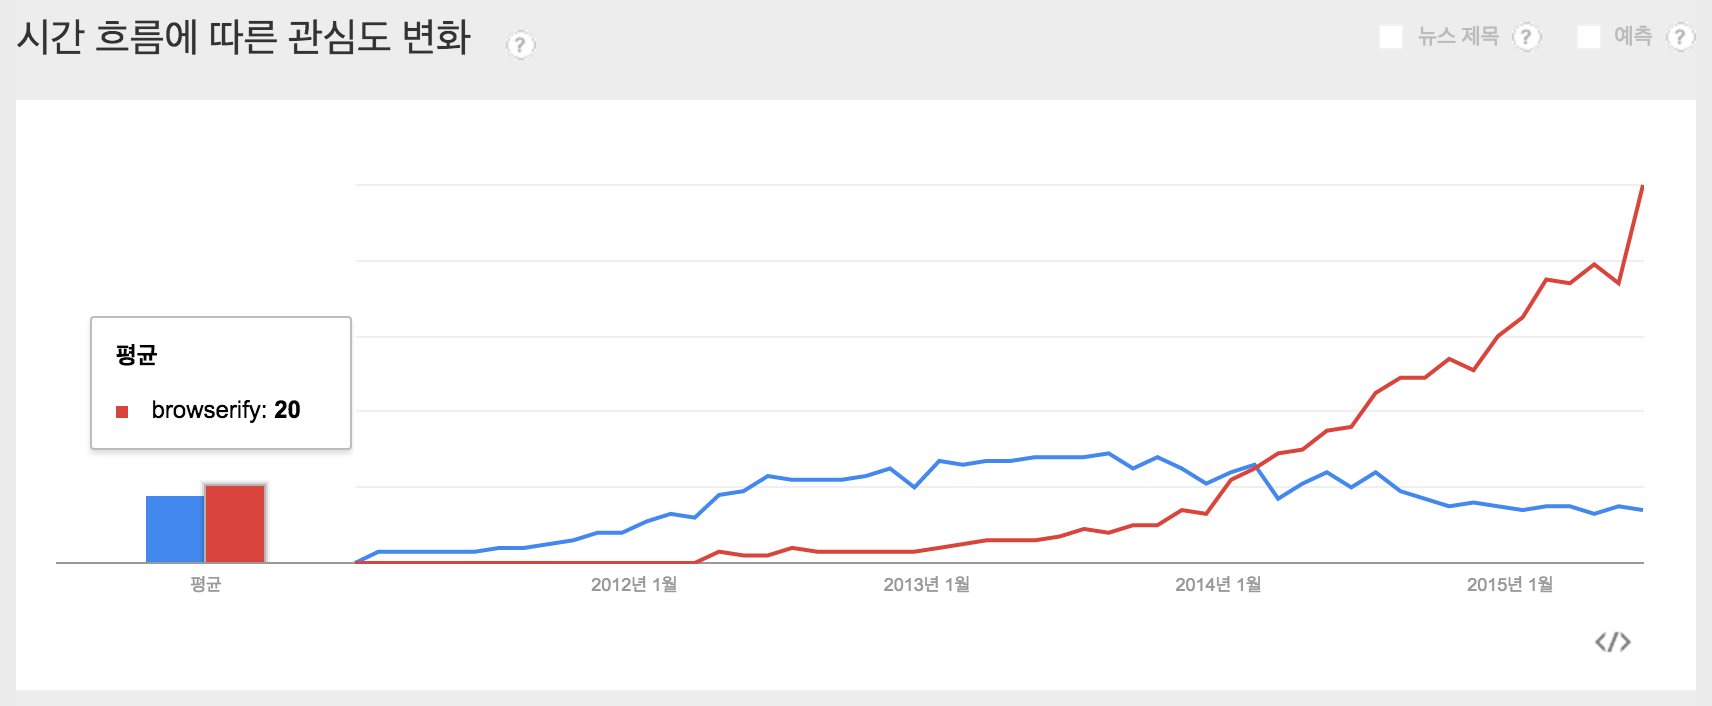 시간 흐름에 따른 관심도 변화 ?
뉴스 제목 ? 예측 ?
평균
browserify: 20
평균 2012년 1월 2013년 1월 2014년 1월 2015년 1월
</>